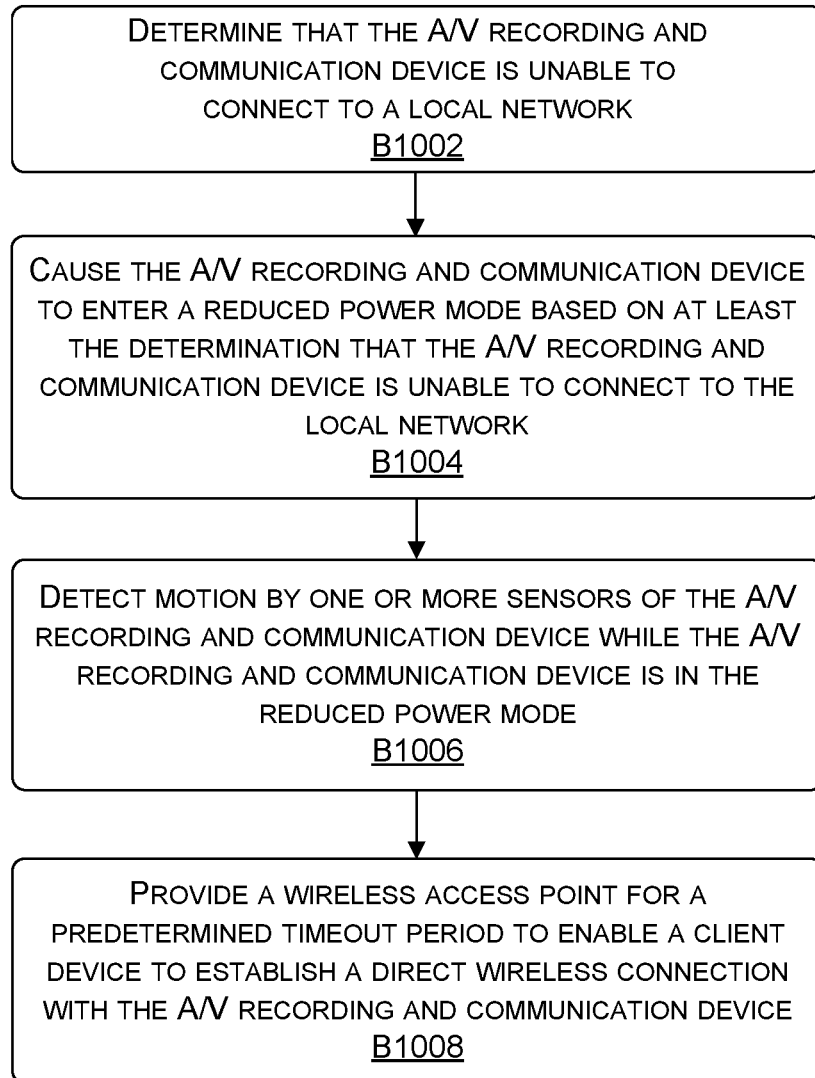 DETERMINE THAT THE A/V RECORDING AND
COMMUNICATION DEVICE IS UNABLE TO
CONNECT TO A LOCAL NETWORK
B1002
CAUSE THE A/V RECORDING AND COMMUNICATION DEVICE
TO ENTER A REDUCED POWER MODE BASED ON AT LEAST
THE DETERMINATION THAT THE A/V RECORDING AND
COMMUNICATION DEVICE IS UNABLE TO CONNECT TO THE
LOCAL NETWORK
B1004
DETECT MOTION BY ONE OR MORE SENSORS OF THE A/V
RECORDING AND COMMUNICATION DEVICE WHILE THE A/V
RECORDING AND COMMUNICATION DEVICE IS IN THE
REDUCED POWER MODE
B1006
PROVIDE A WIRELESS ACCESS POINT FOR A
PREDETERMINED TIMEOUT PERIOD TO ENABLE A CLIENT
DEVICE TO ESTABLISH A DIRECT WIRELESS CONNECTION
WITH THE A/V RECORDING AND COMMUNICATION DEVICE
B1008